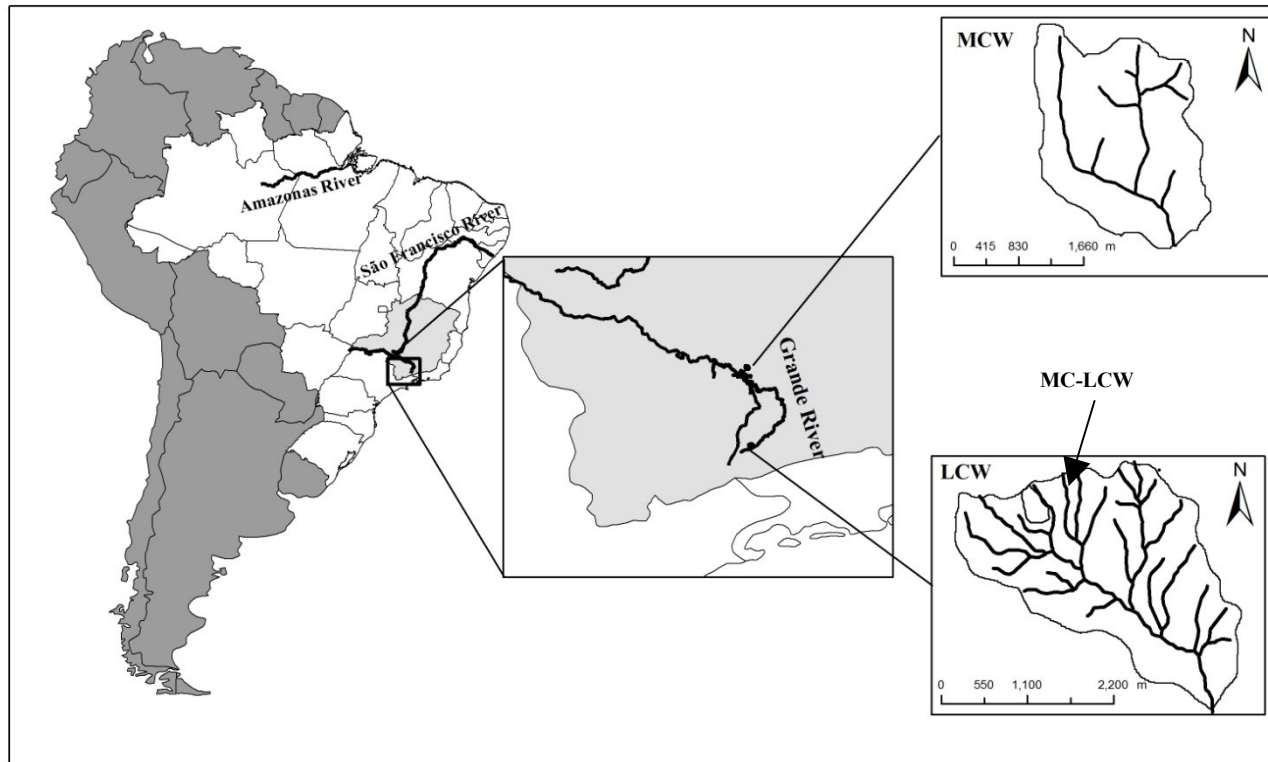 MCW
N
0 415 830 1,660 m
Amazonas River
São Francisco River
Grande River
MC-LCW
LCW
N
0 550 1,100 2,200 m